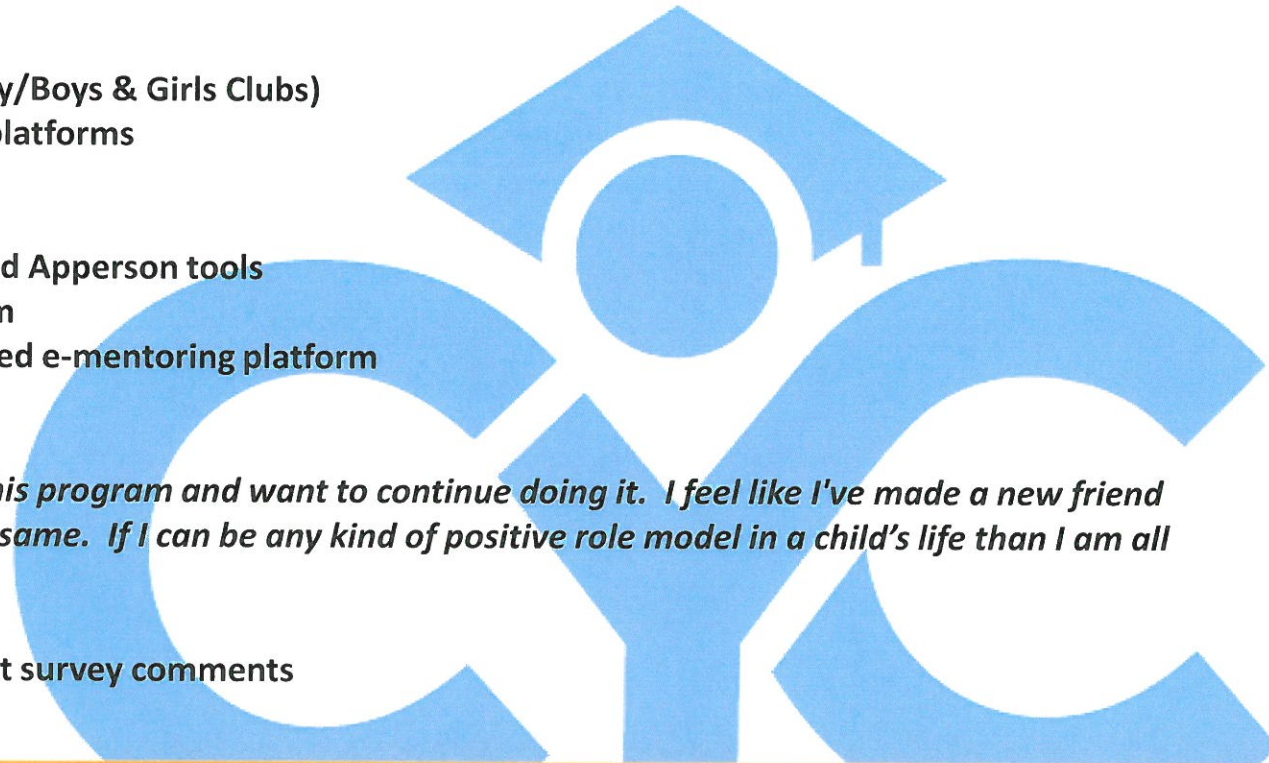 y/Boys & Girls Clubs)
platforms
d Apperson tools
n
ed e-mentoring platform
his program and want to continue doing it. I feel like I've made a new friend
same. If I can be any kind of positive role model in a child’s life than I am all
t survey comments
CYC